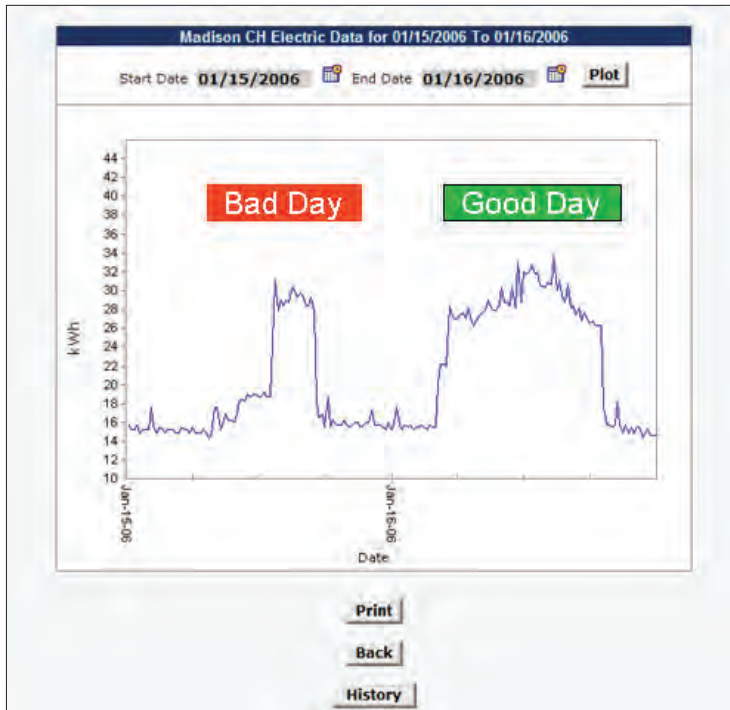 Madison CH Electric Data for 01/15/2006 To 01/16/2006
Start Date 01/15/2006 End Date 01/16/2006 Plot
44
42
40
38
36
34
32
30
28
26
24
22
20
18
16
14
12
10
kWh
Bad Day Good Day
Jan-15-06 Jan-16-06
Date
Print
Back
History